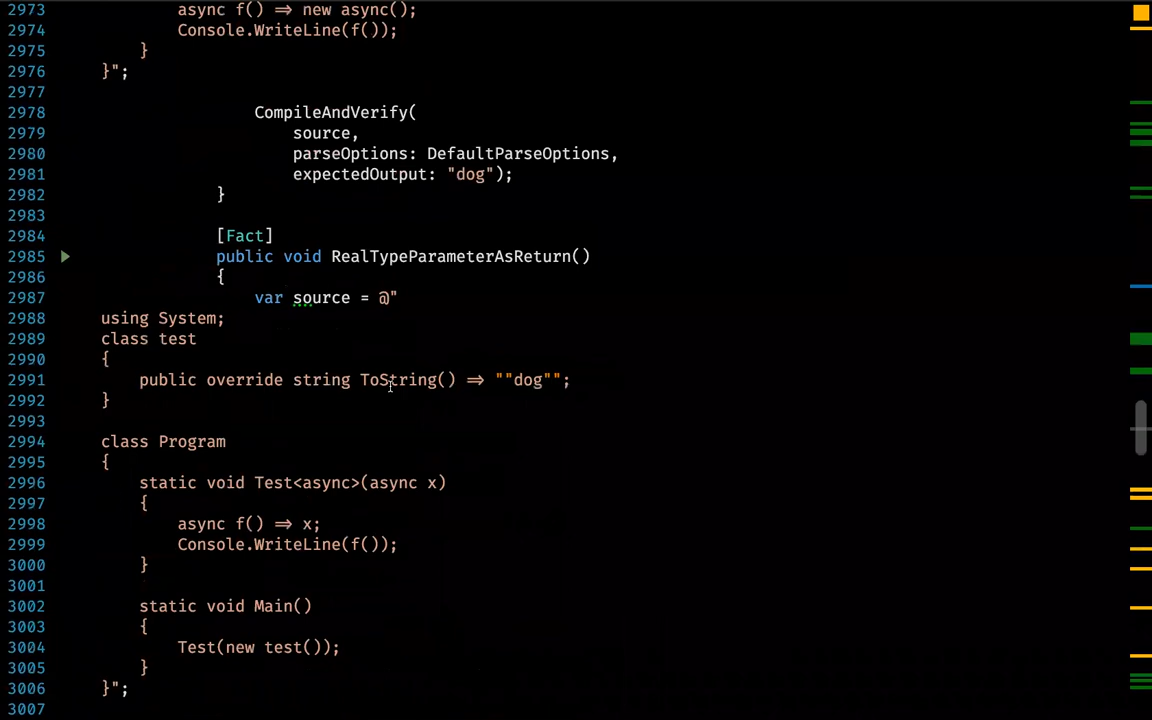 2973 async f() => new async();
2974 Console.WriteLine(f());
2975 }
2976 }";
2977
2978 CompileAndVerify(
2979 source,
2980 parseOptions: DefaultParseOptions,
2981 expectedOutput: "dog");
2982 }
2983
2984 [Fact]
2985 public void RealTypeParameterAsReturn()
2986 {
2987 var source = @"
2988 using System;
2989 class test
2990 {
2991 public override string ToString() => ""dog"";
2992 }
2993
2994 class Program
2995 {
2996 static void Test<async>(async x)
2997 {
2998 async f() => x;
2999 Console.WriteLine(f());
3000 }
3001
3002 static void Main()
3003 {
3004 Test(new test());
3005 }
3006 }";
3007